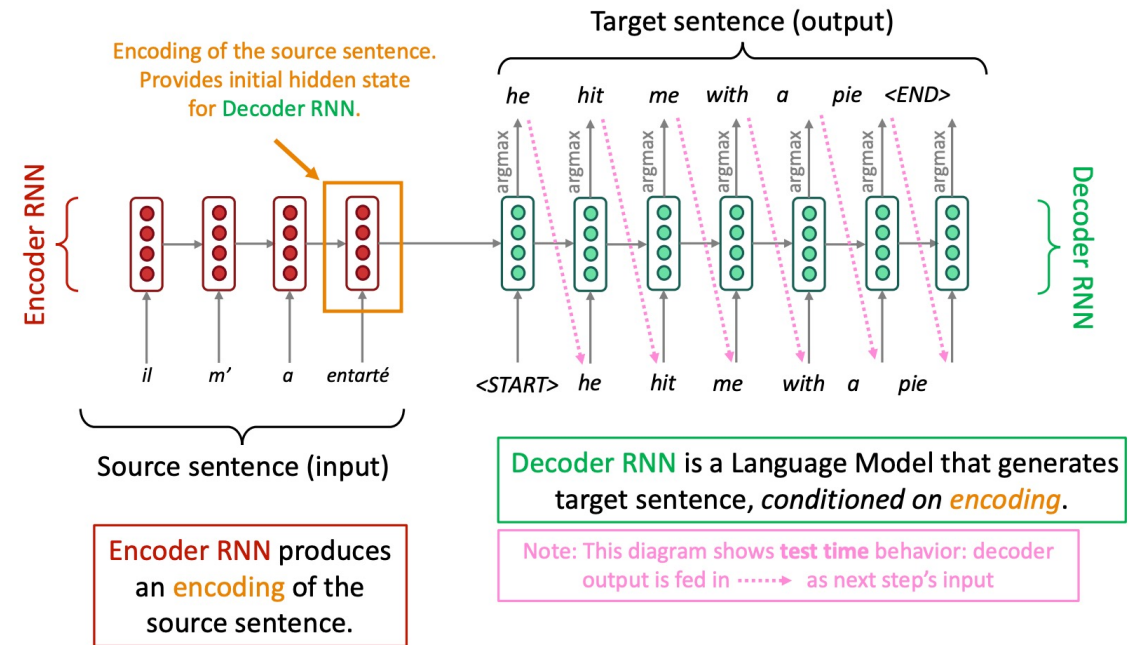 Target sentence (output)
Encoding of the source sentence.
Provides initial hidden state
for Decoder RNN.
he hit me with a pie <END>
argmax argmax argmax argmax argmax argmax argmax
Encoder RNN
Decoder RNN
il m’ a entarté
<START> he hit me with a pie
Source sentence (input)
Decoder RNN is a Language Model that generates
target sentence, conditioned on encoding.
Encoder RNN produces
an encoding of the
source sentence.
Note: This diagram shows test time behavior: decoder
output is fed in as next step’s input